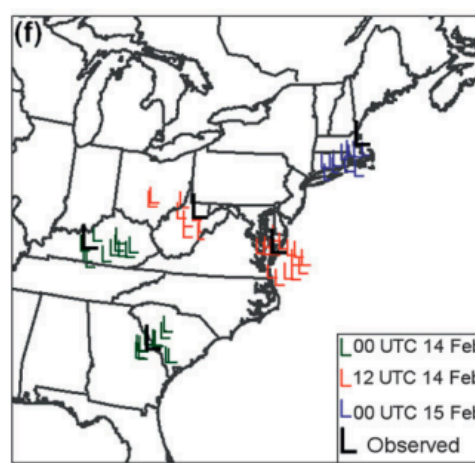 (f)
L 00 UTC 14 Feb
L 12 UTC 14 Feb
L 00 UTC 15 Feb
L Observed